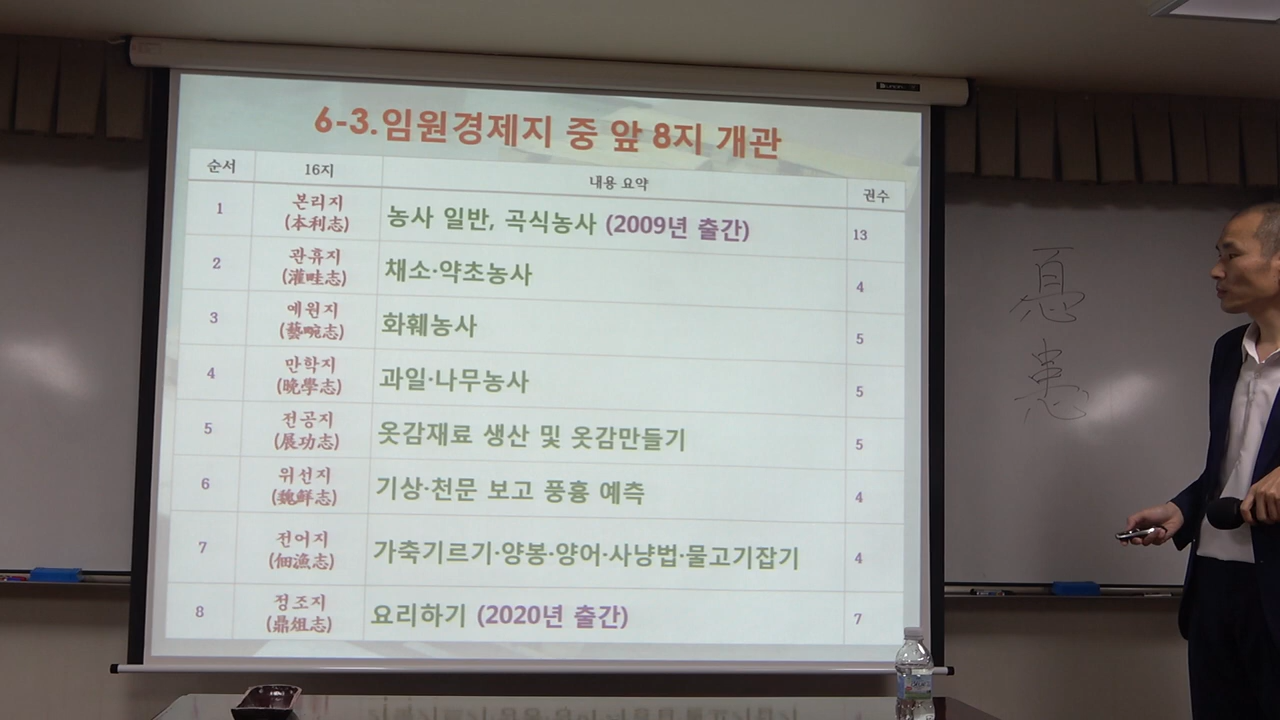 6-3.임원경제지 중 앞 8지 개관
순서 16지 내용 요약 권수
1 본리지 (本利志) 농사 일반, 곡식농사 (2009년 출간) 13
2 관휴지 (灌畦志) 채소·약초농사 4
3 예원지 (藝畹志) 화훼농사 5
4 만학지 (晩學志) 과일·나무농사 5
5 전공지 (展功志) 옷감재료 생산 및 옷감만들기 5
6 위선지 (魏鮮志) 기상·천문 보고 풍흉 예측 4
7 전어지 (佃漁志) 가축기르기·양봉·양어·사냥법·물고기잡기 4
8 정조지 (鼎俎志) 요리하기 (2020년 출간) 7
患